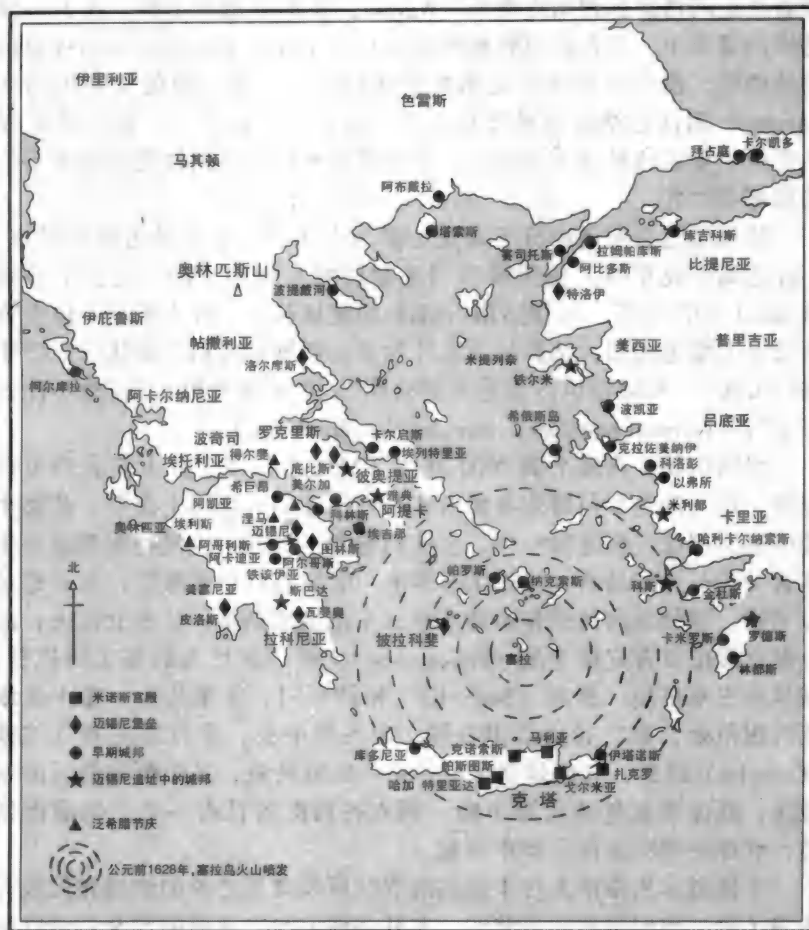 伊里利亚
色雷斯
马其顿
拜占庭
卡尔凯多
阿布戴拉
塔索斯
库吉科斯
拉姆帕库斯
阿比多斯
比提尼亚
奥林匹斯山
波提戴河
特洛伊
伊庇鲁斯
帖撒利亚
洛尔库斯
米提列奈
铁尔米
美西亚
普里吉亚
柯尔库拉
阿卡尔纳尼亚
希俄斯岛
波凯亚
吕底亚
波奇司
罗克里斯
卡尔启斯
埃列特里亚
克拉佐美纳伊
科洛彭
埃托利亚
得尔斐
底比斯
彼奥提亚
以弗所
希巨昂
美尔加
雅典
阿提卡
米利都
卡里亚
阿凯亚
科林斯
奥林匹亚
埃利斯
涅马
迈锡尼
埃吉那
哈利卡尔纳索斯
阿哥利斯
图林斯
阿卡迪亚
阿尔哥斯
铁该伊亚
帕罗斯
纳克索斯
科斯
金杜斯
北
美塞尼亚
斯巴达
皮洛斯
瓦斐奥
拉科尼亚
彼拉科斐
塞拉
卡米罗斯
罗德斯
林都斯
米诺斯宫殿
迈锡尼堡垒
早期城邦
迈锡尼遗址中的城邦
泛希腊节庆
公元前1628年，塞拉岛火山喷发
库多尼亚
克诺索斯
马利亚
伊塔诺斯
帕斯图斯
扎克罗
哈加 特里亚达
戈尔米亚
克 塔